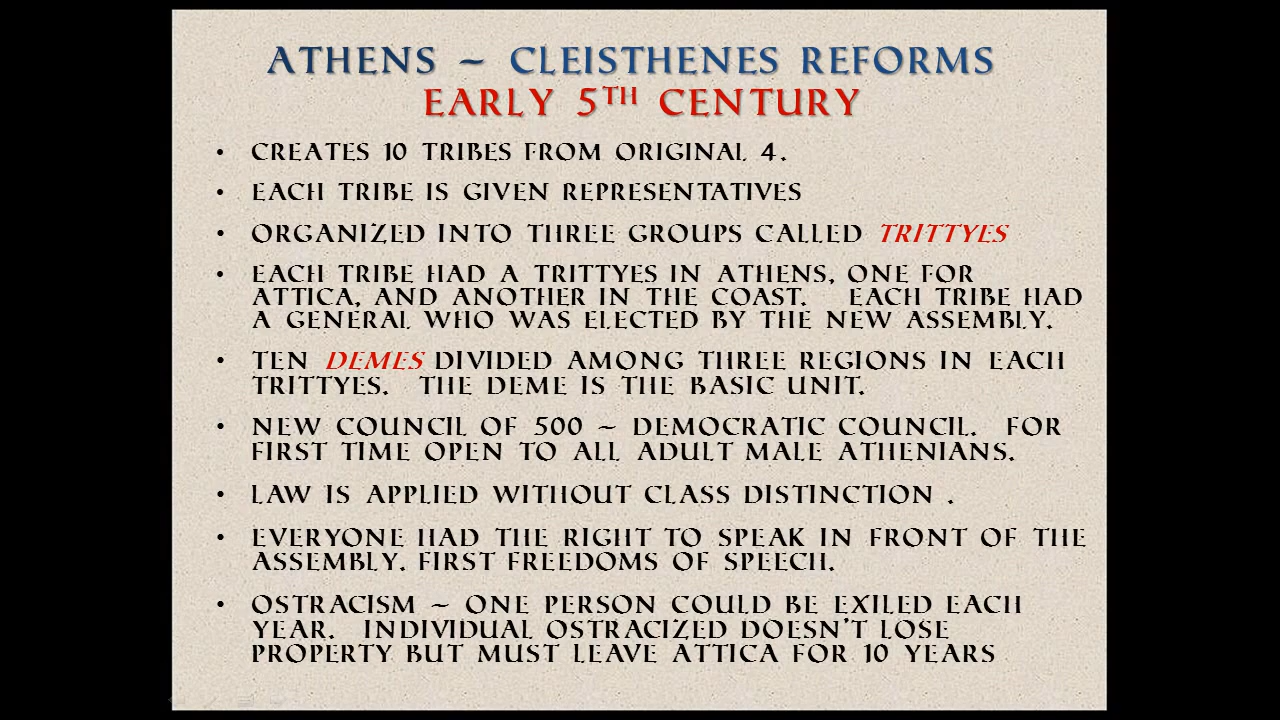 ATHENS ~ CLEISTHENES REFORMS
EARLY 5TH CENTURY
• CREATES 10 TRIBES FROM ORIGINAL 4.
• EACH TRIBE IS GIVEN REPRESENTATIVES
• ORGANIZED INTO THREE GROUPS CALLED TRITTYES
• EACH TRIBE HAD A TRITTYES IN ATHENS, ONE FOR
ATTICA, AND ANOTHER IN THE COAST. EACH TRIBE HAD
A GENERAL WHO WAS ELECTED BY THE NEW ASSEMBLY.
• TEN DEMES DIVIDED AMONG THREE REGIONS IN EACH
TRITTYES. THE DEME IS THE BASIC UNIT.
• NEW COUNCIL OF 500 ~ DEMOCRATIC COUNCIL. FOR
FIRST TIME OPEN TO ALL ADULT MALE ATHENIANS.
• LAW IS APPLIED WITHOUT CLASS DISTINCTION .
• EVERYONE HAD THE RIGHT TO SPEAK IN FRONT OF THE
ASSEMBLY. FIRST FREEDOMS OF SPEECH.
• OSTRACISM ~ ONE PERSON COULD BE EXILED EACH
YEAR. INDIVIDUAL OSTRACIZED DOESN'T LOSE
PROPERTY BUT MUST LEAVE ATTICA FOR 10 YEARS